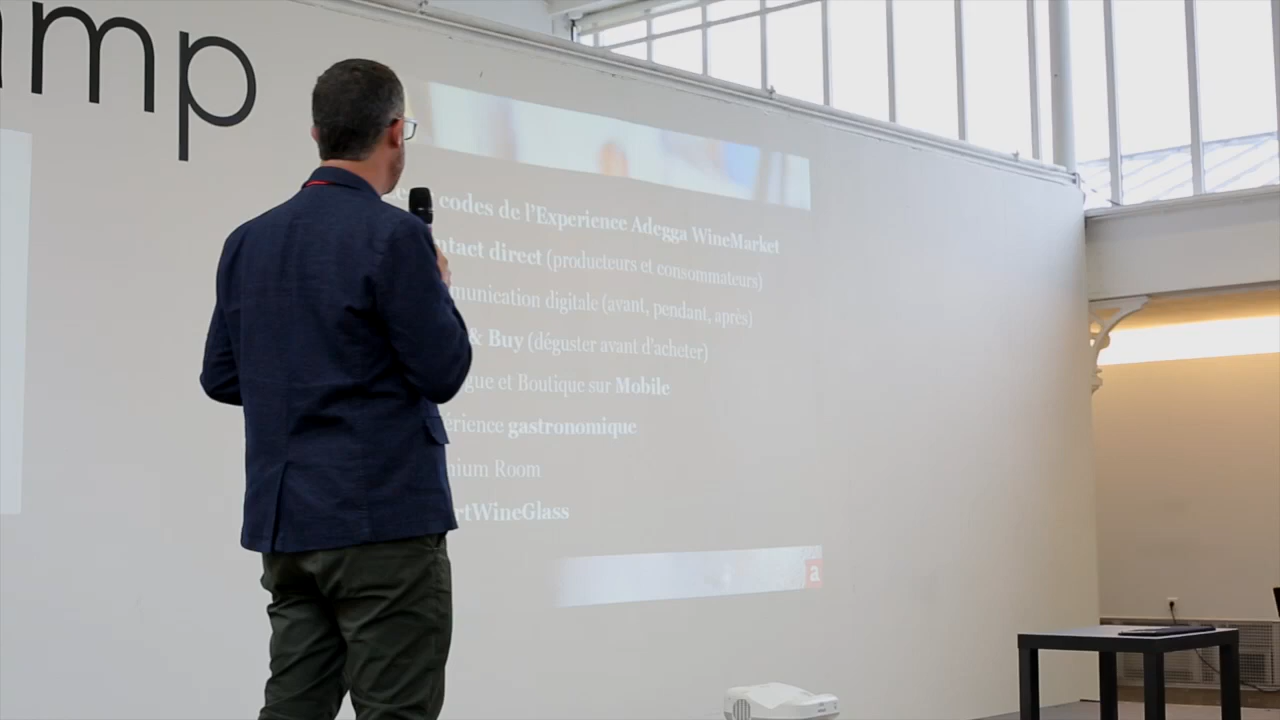 amp
codes de l'Experience Adegga WineMarket
ntact direct (producteurs et consommateurs)
munication digitale (avant, pendant, après)
& Buy (déguster avant d'acheter)
gue et Boutique sur Mobile
érience gastronomique
nium Room
rtWineGlass
a